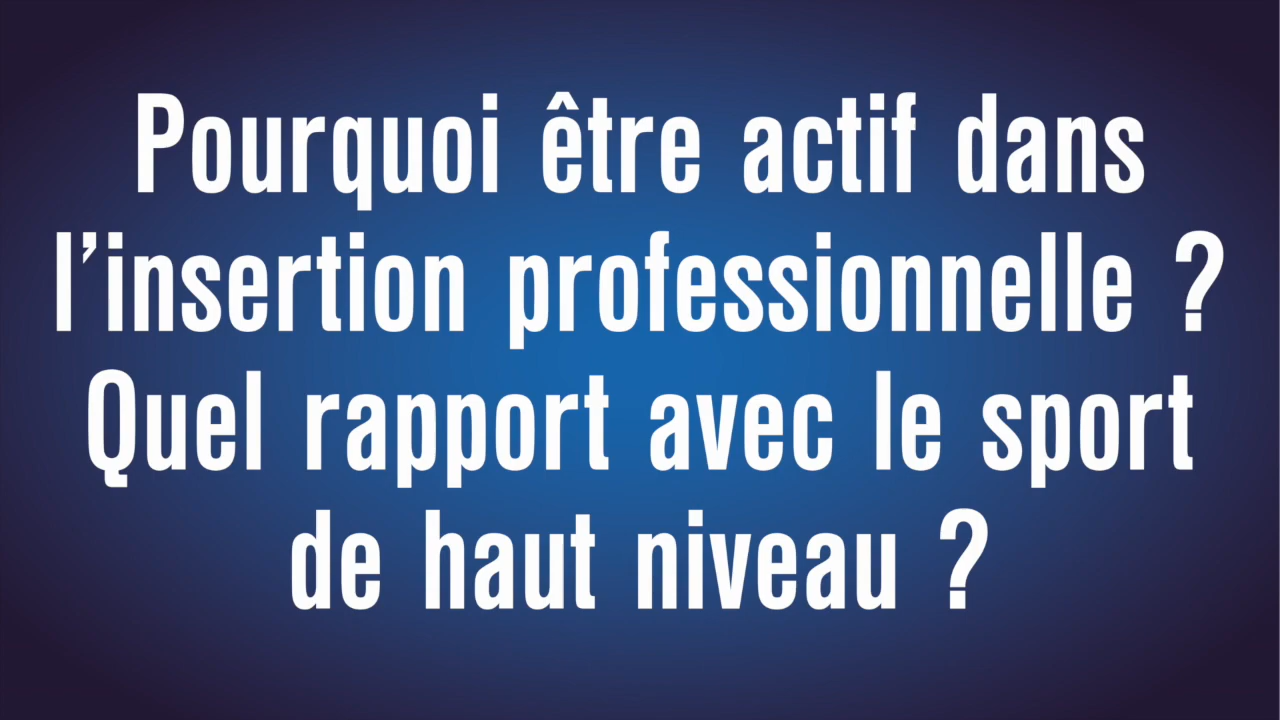 Pourquoi être actif dans
l’insertion professionnelle ?
Quel rapport avec le sport
de haut niveau ?